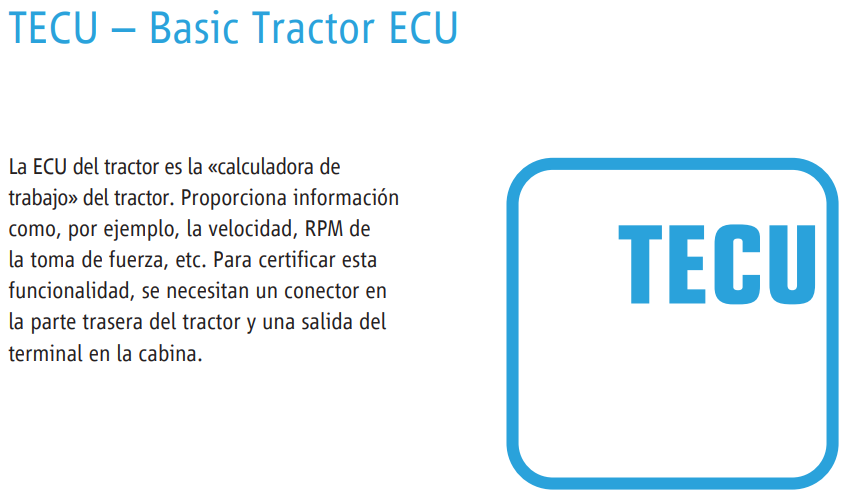 TECU – Basic Tractor ECU
La ECU del tractor es la «calculadora de
trabajo» del tractor. Proporciona información
como, por ejemplo, la velocidad, RPM de
la toma de fuerza, etc. Para certificar esta
funcionalidad, se necesitan un conector en
la parte trasera del tractor y una salida del
terminal en la cabina.
TECU